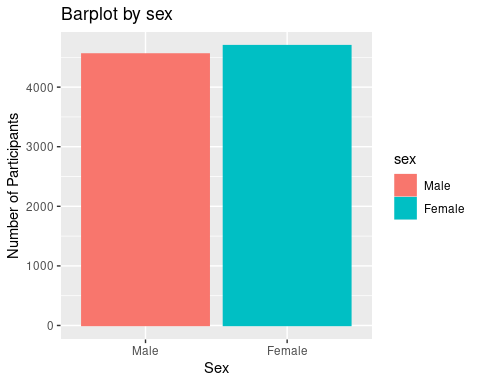 Barplot by sex
Number of Participants
4000
3000
2000
1000
0
Male
Female
Sex
sex
Male
Female